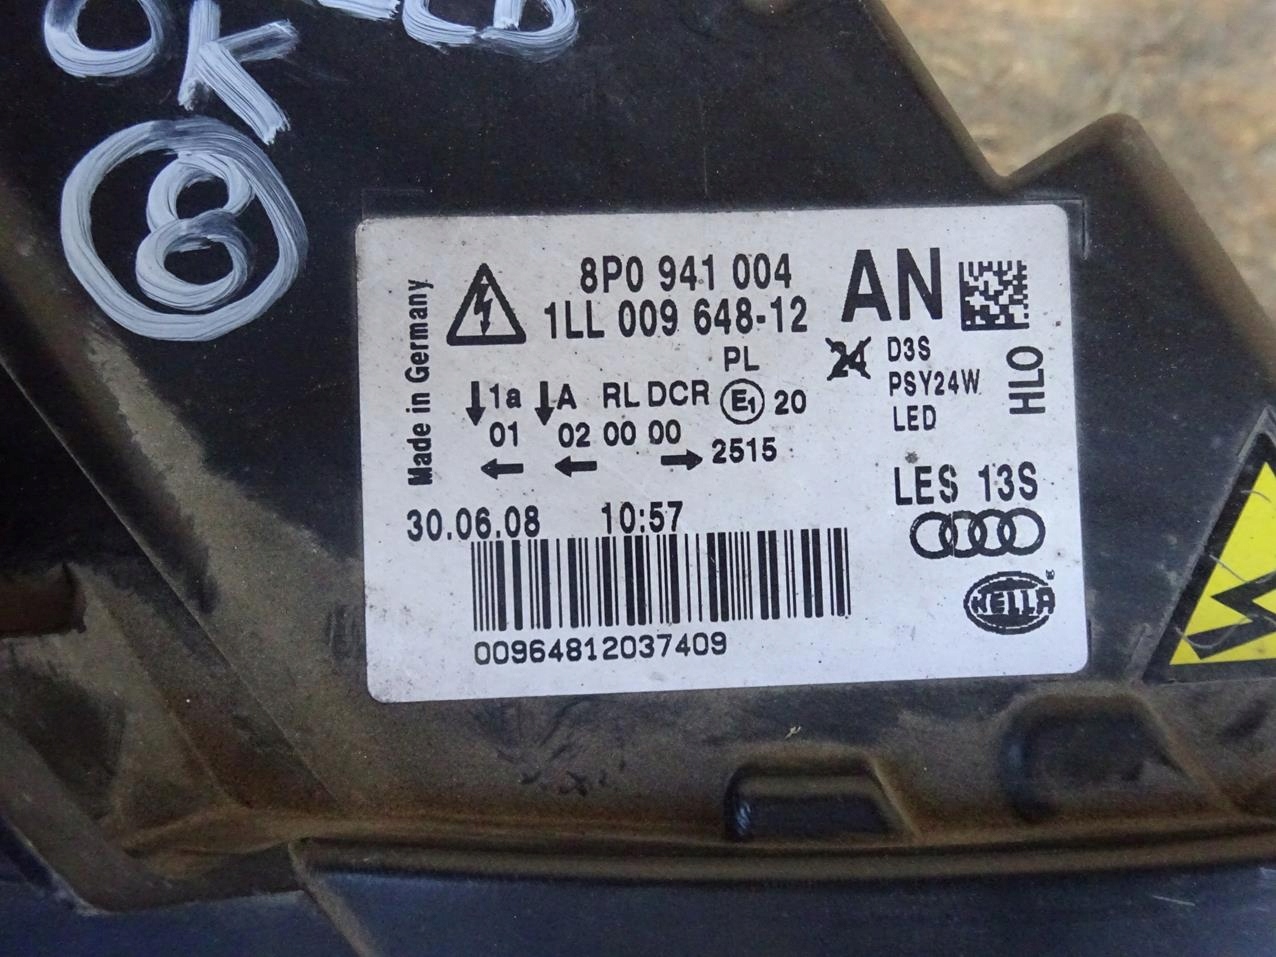 OK
8
Made in Germany
8P0 941 004
AN
1LL 009 648-12
PL
24
D3S
1a A RL DCR E1 20
PSY24W
LED
HLO
01 02 00 00
2515
LES 13S
30.06.08 10:57
HELLA
00964812037409